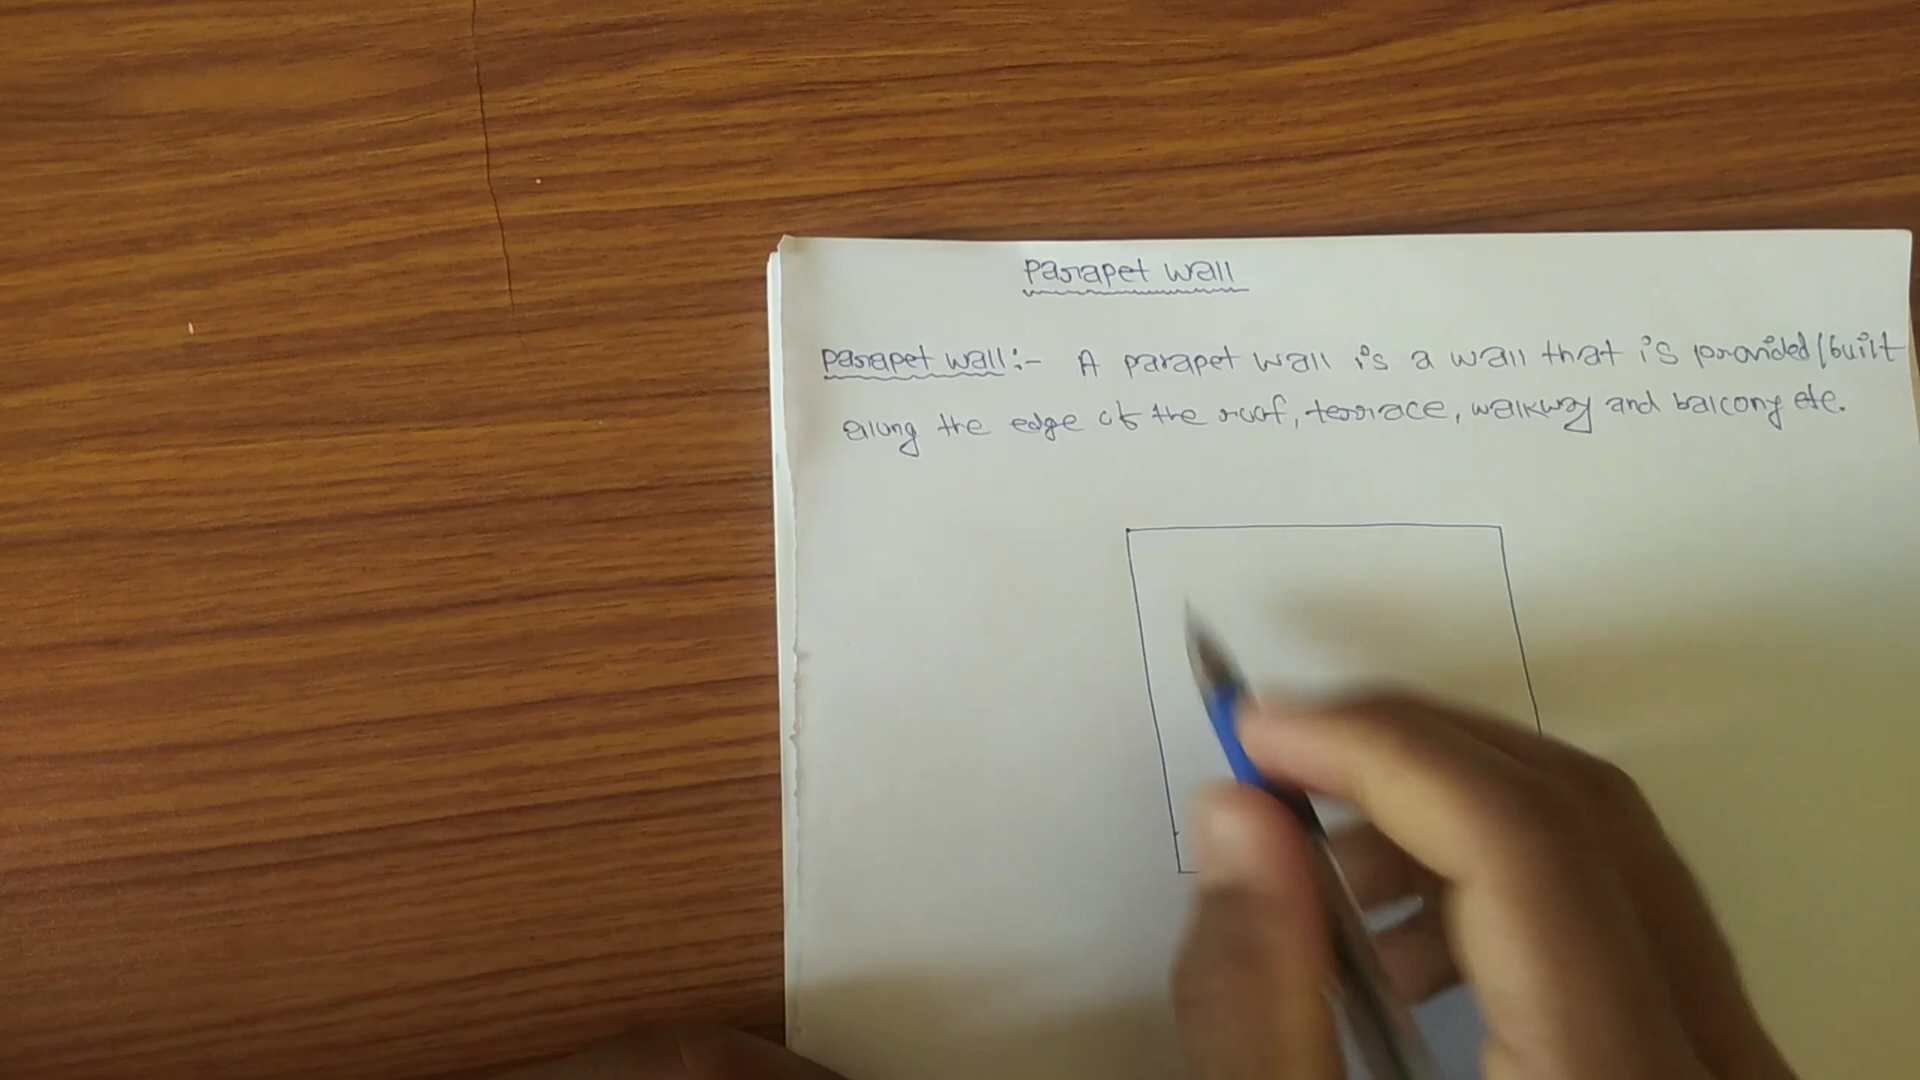 Parapet wall
Parapet wall:- A parapet wall is a wall that is provided/built
along the edge of the roof, terrace, walkway and balcony etc.